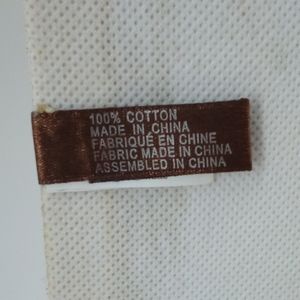 100% COTTON
MADE IN CHINA
FABRIQUÉ EN CHINE
FABRIC MADE IN CHINA
ASSEMBLED IN CHINA